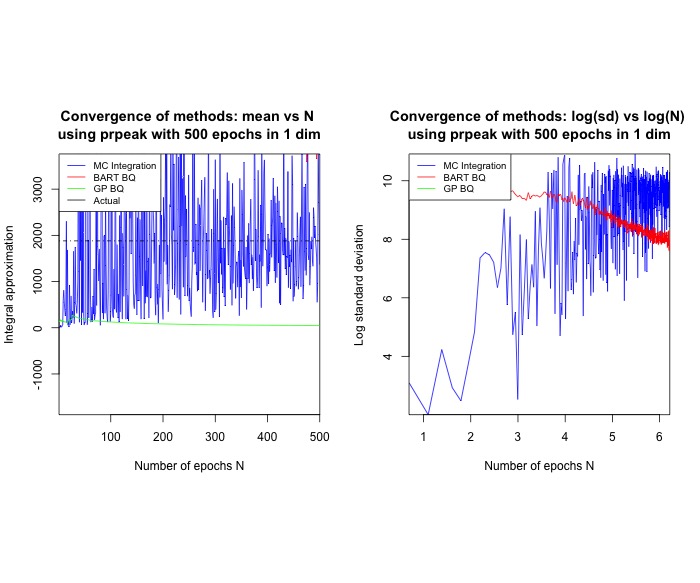 Convergence of methods: mean vs N
using prpeak with 500 epochs in 1 dim
MC Integration
BART BQ
GP BQ
Actual
Integral approximation
3000
2000
1000
0
-1000
100 200 300 400 500
Number of epochs N
Convergence of methods: log(sd) vs log(N)
using prpeak with 500 epochs in 1 dim
MC Integration
BART BQ
GP BQ
Log standard deviation
10
8
6
4
1 2 3 4 5 6
Number of epochs N